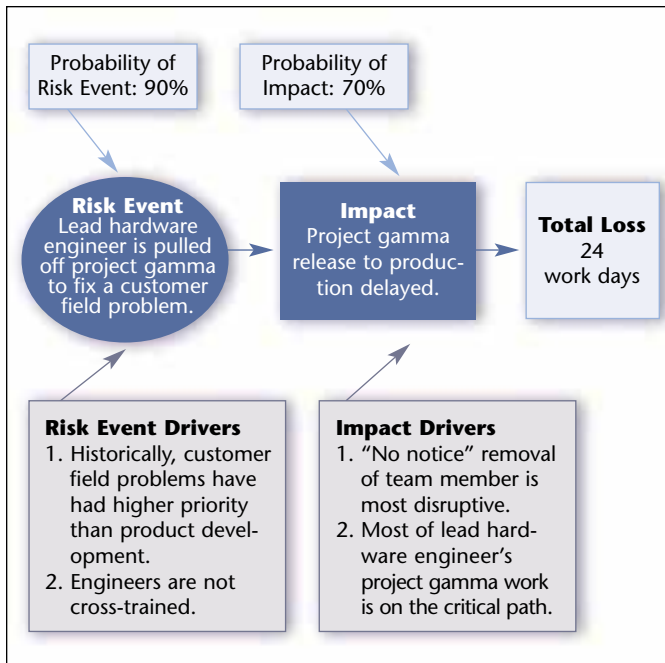 Probability of
Risk Event: 90%
Probability of
Impact: 70%
Risk Event
Lead hardware
engineer is pulled
off project gamma
to fix a customer
field problem.
Impact
Project gamma
release to produc-
tion delayed.
Total Loss
24
work days
Risk Event Drivers
1. Historically, customer
field problems have
had higher priority
than product devel-
opment.
2. Engineers are not
cross-trained.
Impact Drivers
1. “No notice” removal
of team member is
most disruptive.
2. Most of lead hard-
ware engineer’s
project gamma work
is on the critical path.